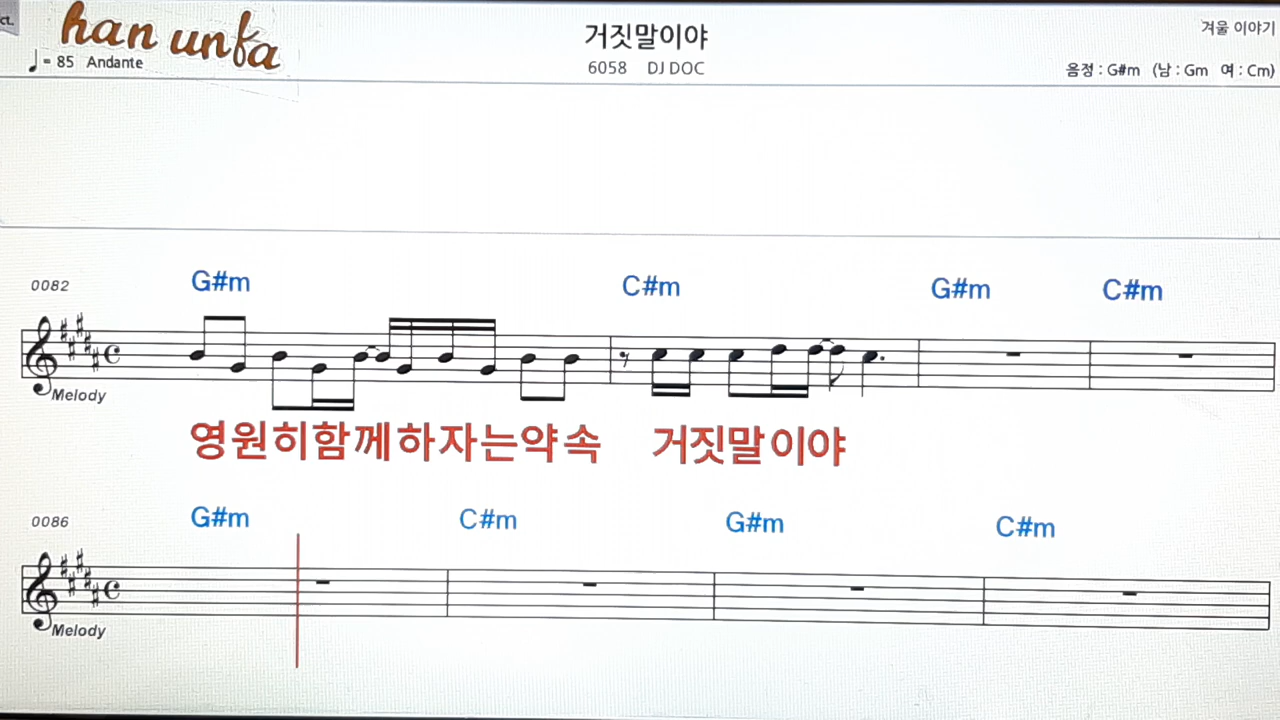 ct.
han unfa
거짓말이야
겨울 이야기
♩= 85 Andante
6058 DJ DOC
음정 : G#m (남 : Gm 여 : Cm)
0082 G#m C#m G#m C#m
Melody
영원히함께하자는약속 거짓말이야
0086 G#m C#m G#m C#m
Melody